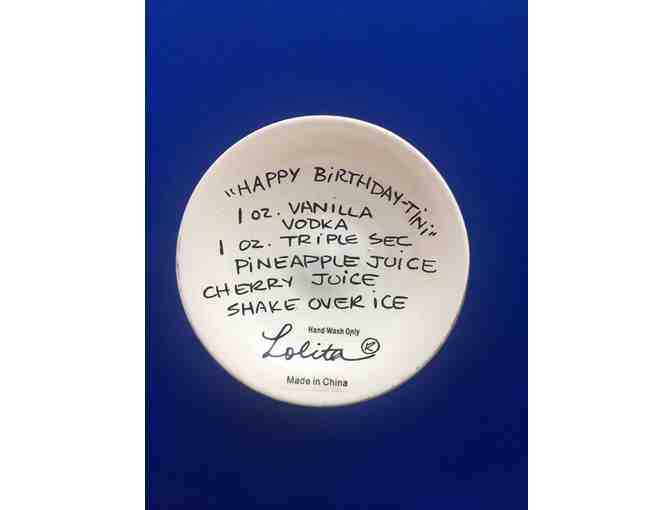 "HAPPY BiRTHDAY-TiNi"
1 oz. VANILLA
VODKA
1 oz. TRiPLE SEC
PiNEAPPLE JUiCE
CHERRY JUiCE
SHAKE OVER iCE
Hand Wash Only
Lolita ®
Made in China